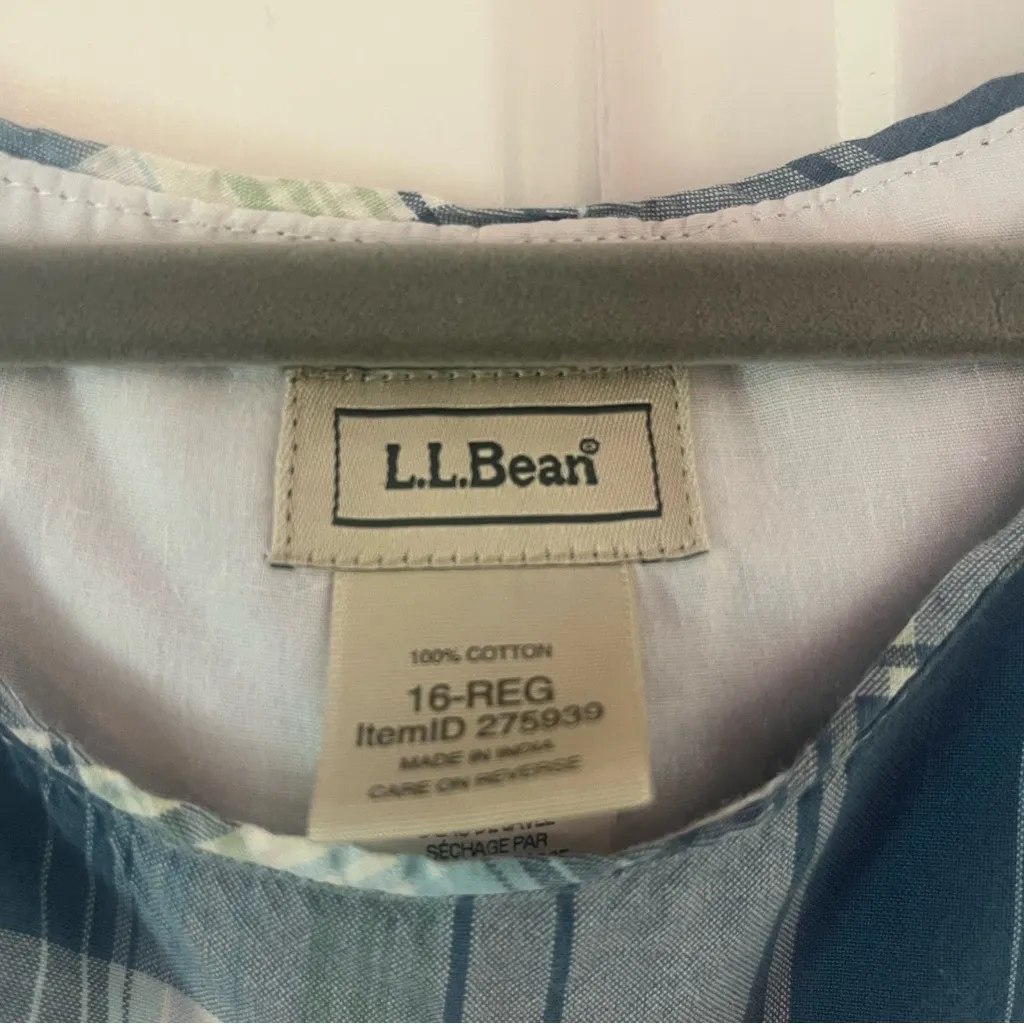 L.L.Bean®
100% COTTON
16-REG
ItemID 275939
MADE IN INDIA
CARE ON REVERSE
SÉCHAGE PAR